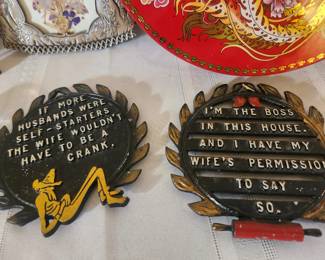 IF MORE
HUSBANDS WERE
SELF-STARTERS
THE WIFE WOULDN'T
HAVE TO BE A
CRANK.
I'M THE BOSS
IN THIS HOUSE.
AND I HAVE MY
WIFE'S PERMISSION
TO SAY
SO.